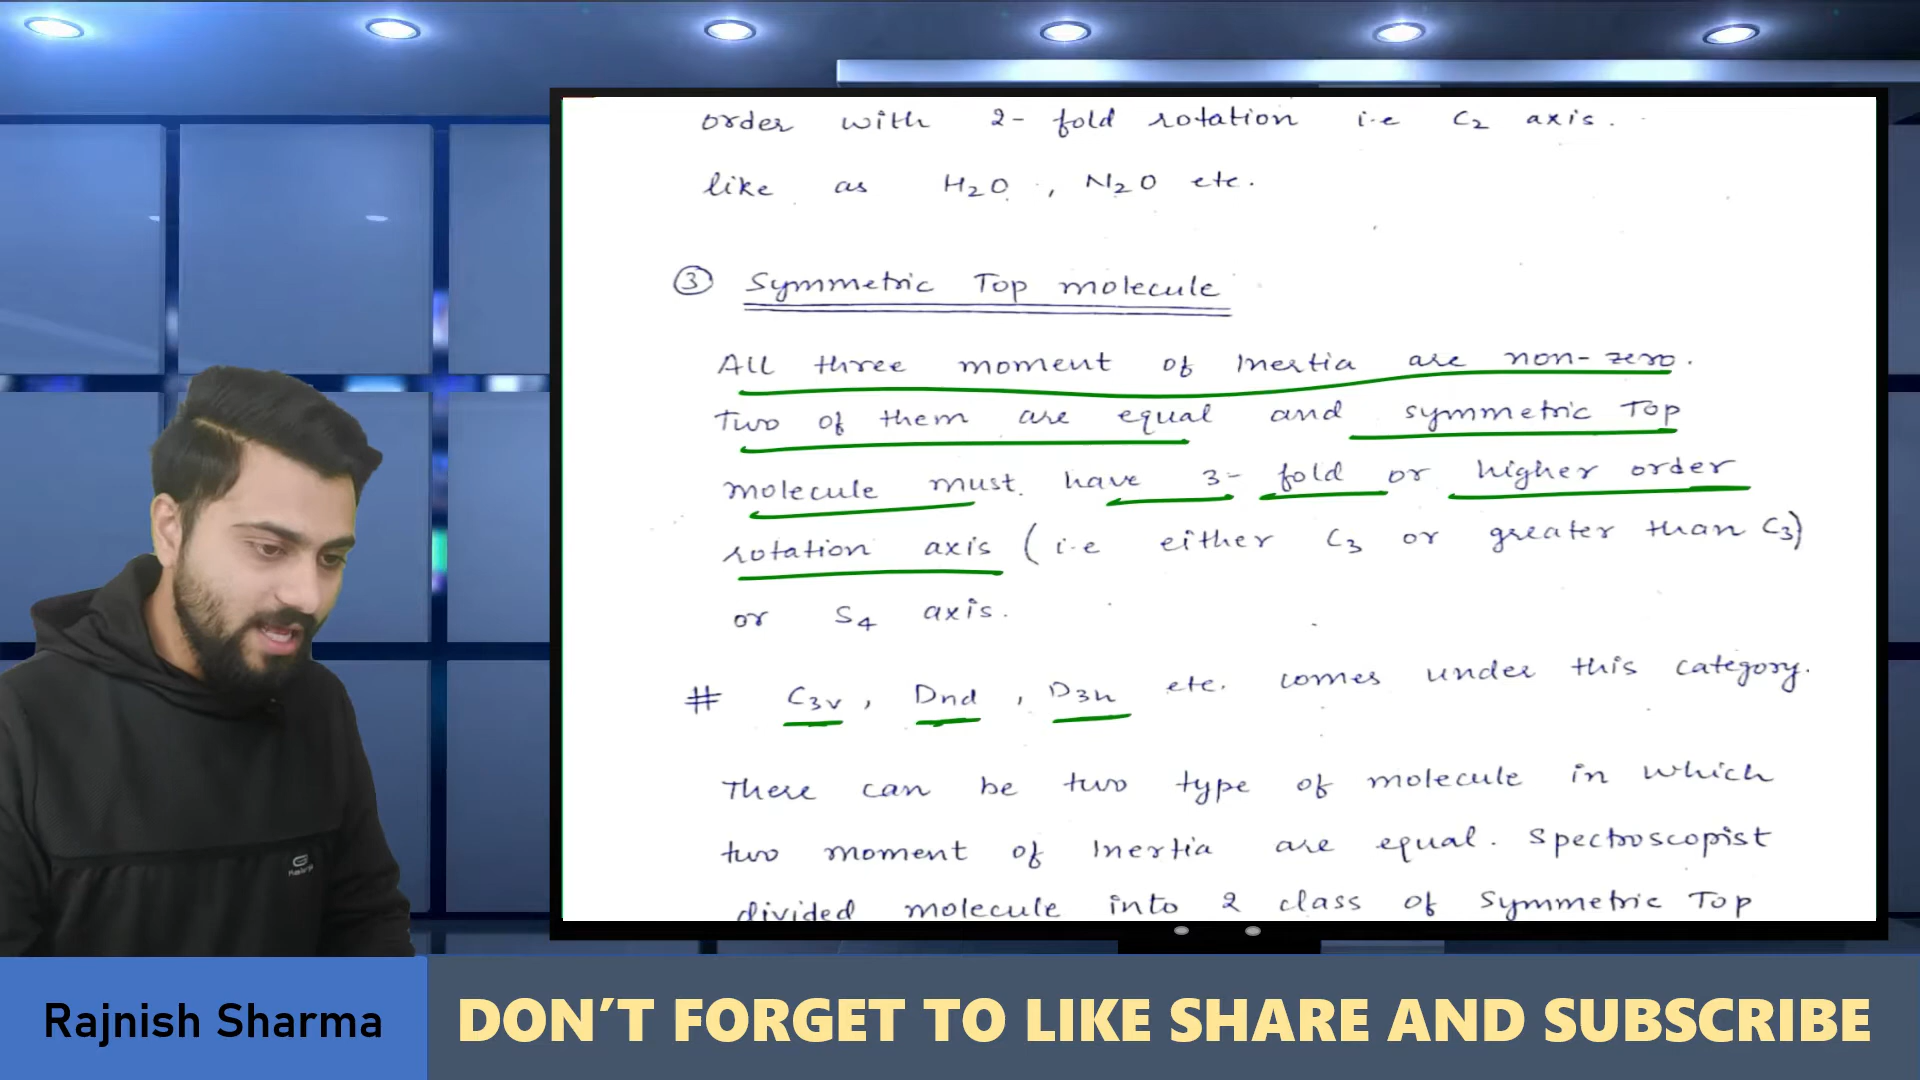 order with 2- fold rotation i.e C2 axis.
like as H2O, N2O etc.
③ Symmetric Top molecule
All three moment of Inertia are non-zero.
Two of them are equal and symmetric Top
molecule must have 3- fold or higher order
rotation axis (i.e either C3 or greater than C3)
or S4 axis.
# C3v, Dnd, D3h etc. comes under this category.
There can be two type of molecule in which
two moment of Inertia are equal. Spectroscopist
divided molecule into 2 class of Symmetric Top
Rajnish Sharma
DON'T FORGET TO LIKE SHARE AND SUBSCRIBE